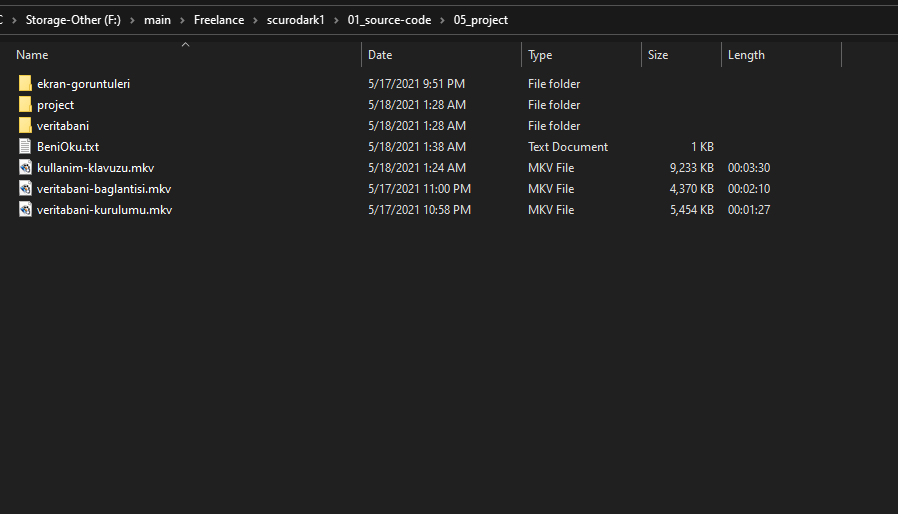 Storage-Other (F:) > main > Freelance > scurodark1 > 01_source-code > 05_project
Name Date Type Size Length
ekran-goruntuleri 5/17/2021 9:51 PM File folder
project 5/18/2021 1:28 AM File folder
veritabani 5/18/2021 1:28 AM File folder
BeniOku.txt 5/18/2021 1:38 AM Text Document 1 KB
kullanim-klavuzu.mkv 5/18/2021 1:24 AM MKV File 9,233 KB 00:03:30
veritabani-baglantisi.mkv 5/17/2021 11:00 PM MKV File 4,370 KB 00:02:10
veritabani-kurulumu.mkv 5/17/2021 10:58 PM MKV File 5,454 KB 00:01:27